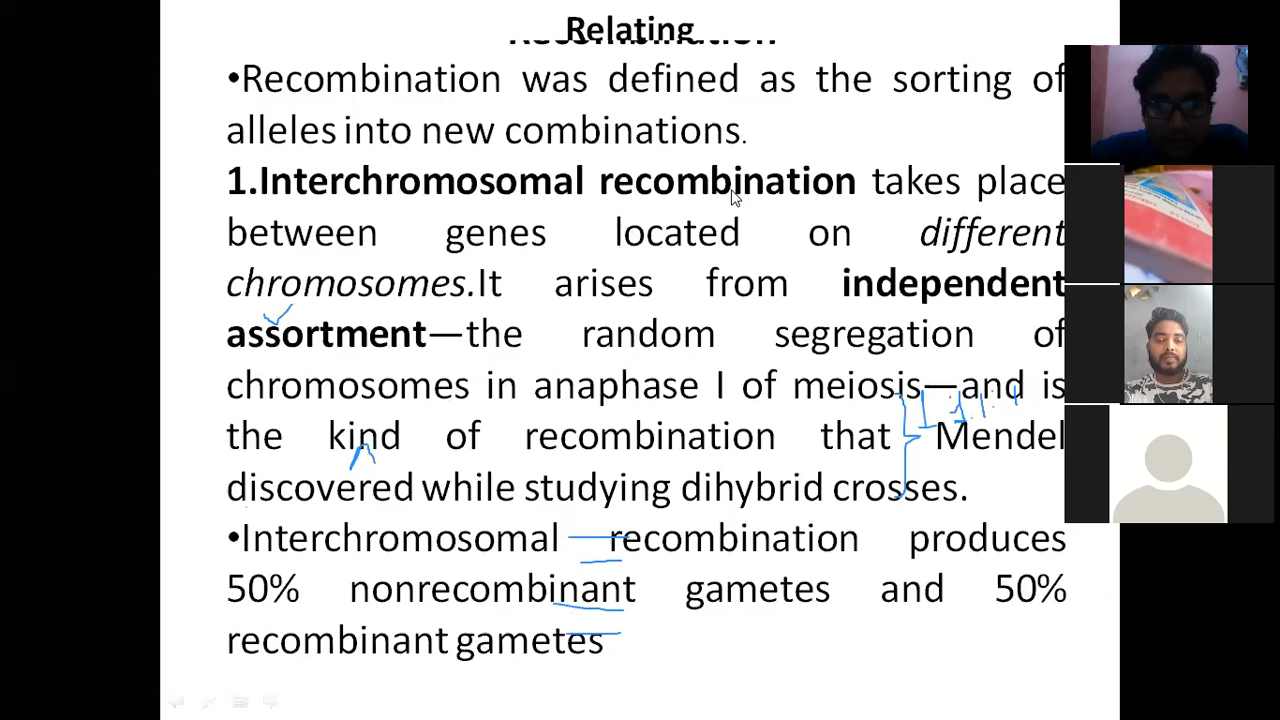 Relating
•Recombination was defined as the sorting of
alleles into new combinations.
1.Interchromosomal recombination takes place
between genes located on different
chromosomes.It arises from independent
assortment—the random segregation of
chromosomes in anaphase I of meiosis—and is
the kind of recombination that Mendel
discovered while studying dihybrid crosses.
•Interchromosomal recombination produces
50% nonrecombinant gametes and 50%
recombinant gametes